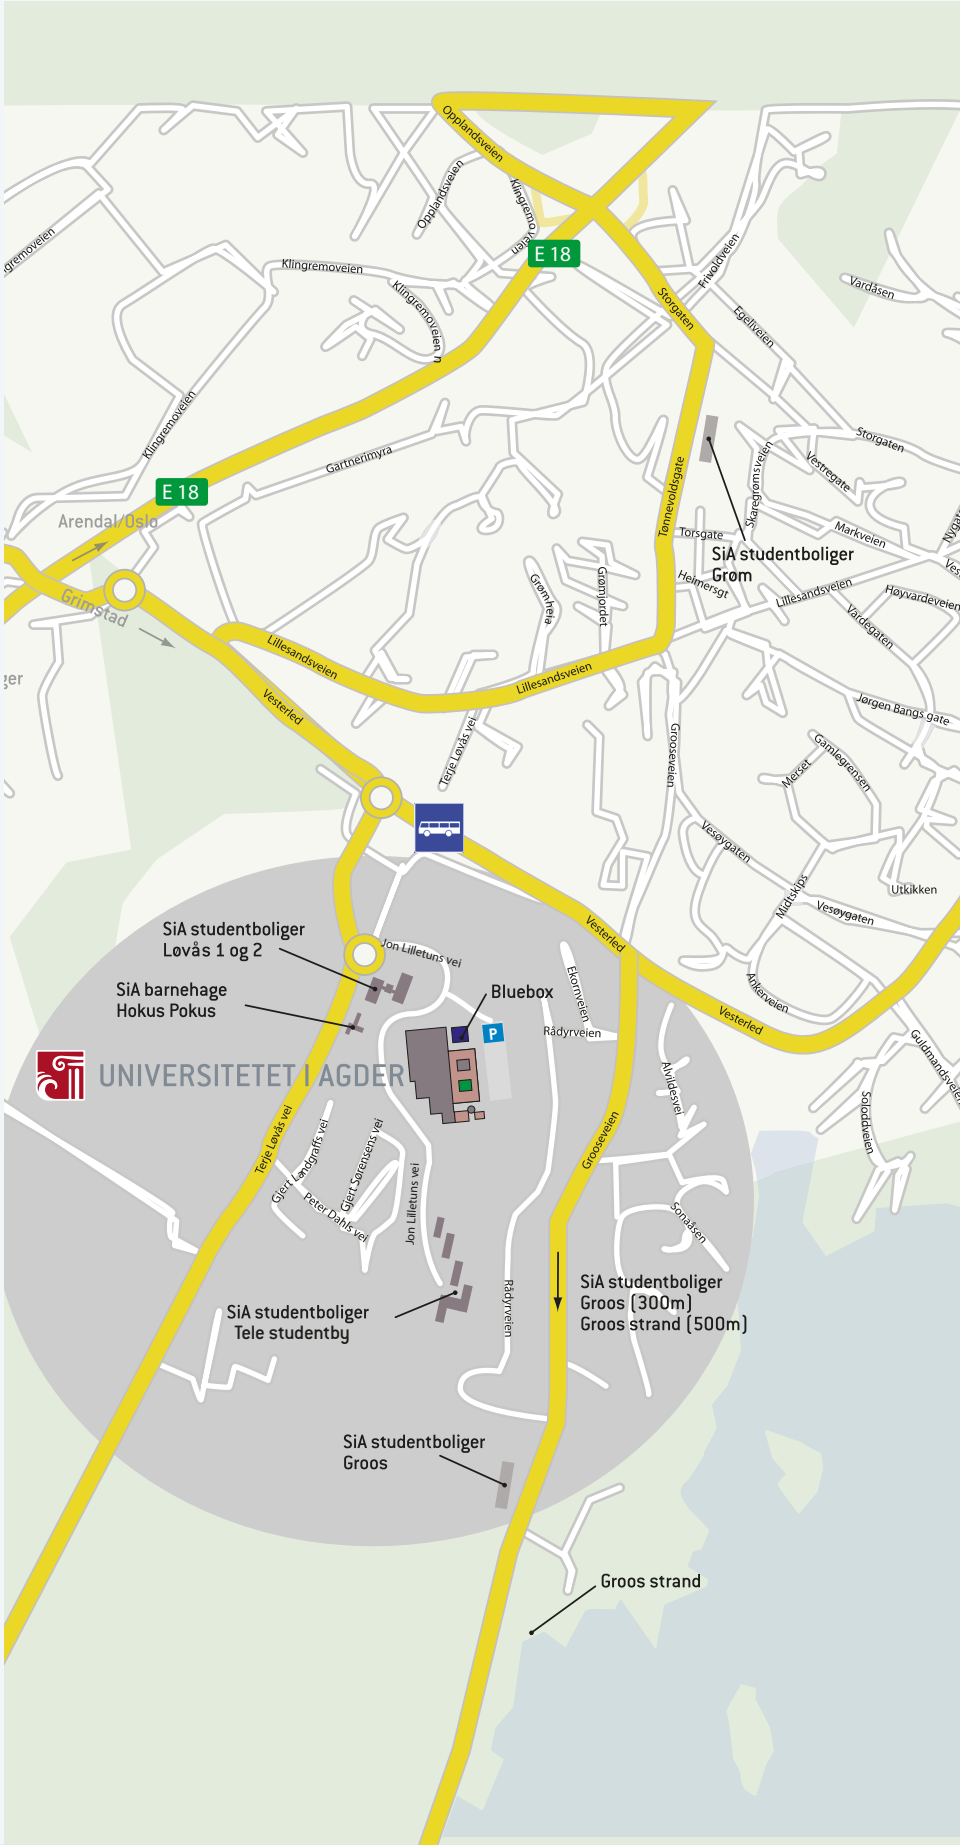 Opplandsveien
Opplandsveien
Klingremo
veien
E 18
Klingremoveien
Klingremoveien
Frivoldveien
Storgaten
Egeliveien
Vardåsen
Klingremoveien
Gartnerimyra
Storgaten
Vestregate
Skaregrømsveien
Markveien
E 18
Arendal/Oslo
Tønnevoldsgate
Torsgate
SiA studentboliger
Grøm
Heimersgt
Lillesandsveien
Høyvardeveien
Vardegaten
Grimstad
Grømheia
Grømjordet
Lillesandsveien
Lillesandsveien
Vesterled
Terje Løvås vei
Grooseveien
Jørgen Bangs gate
Gamlegrensen
Merset
Vesøygaten
Midtskips
Utkikken
Vesøygaten
Vesterled
SiA studentboliger
Løvås 1 og 2
Jon Lilletuns vei
SiA barnehage
Hokus Pokus
Bluebox
P
Ekornveien
Rådyrveien
Ankerveien
Vesterled
Guldmandsveien
Soloddveien
UNIVERSITETET I AGDER
Alvildesvei
Terje Løvås vei
Gjert Landgraffs vei
Gjert Sørensens vei
Peter Dahls vei
Jon Lilletuns vei
Grooseveien
Sonaåsen
SiA studentboliger
Groos (300m)
Groos strand (500m)
SiA studentboliger
Tele studentby
Rådyrveien
SiA studentboliger
Groos
Groos strand